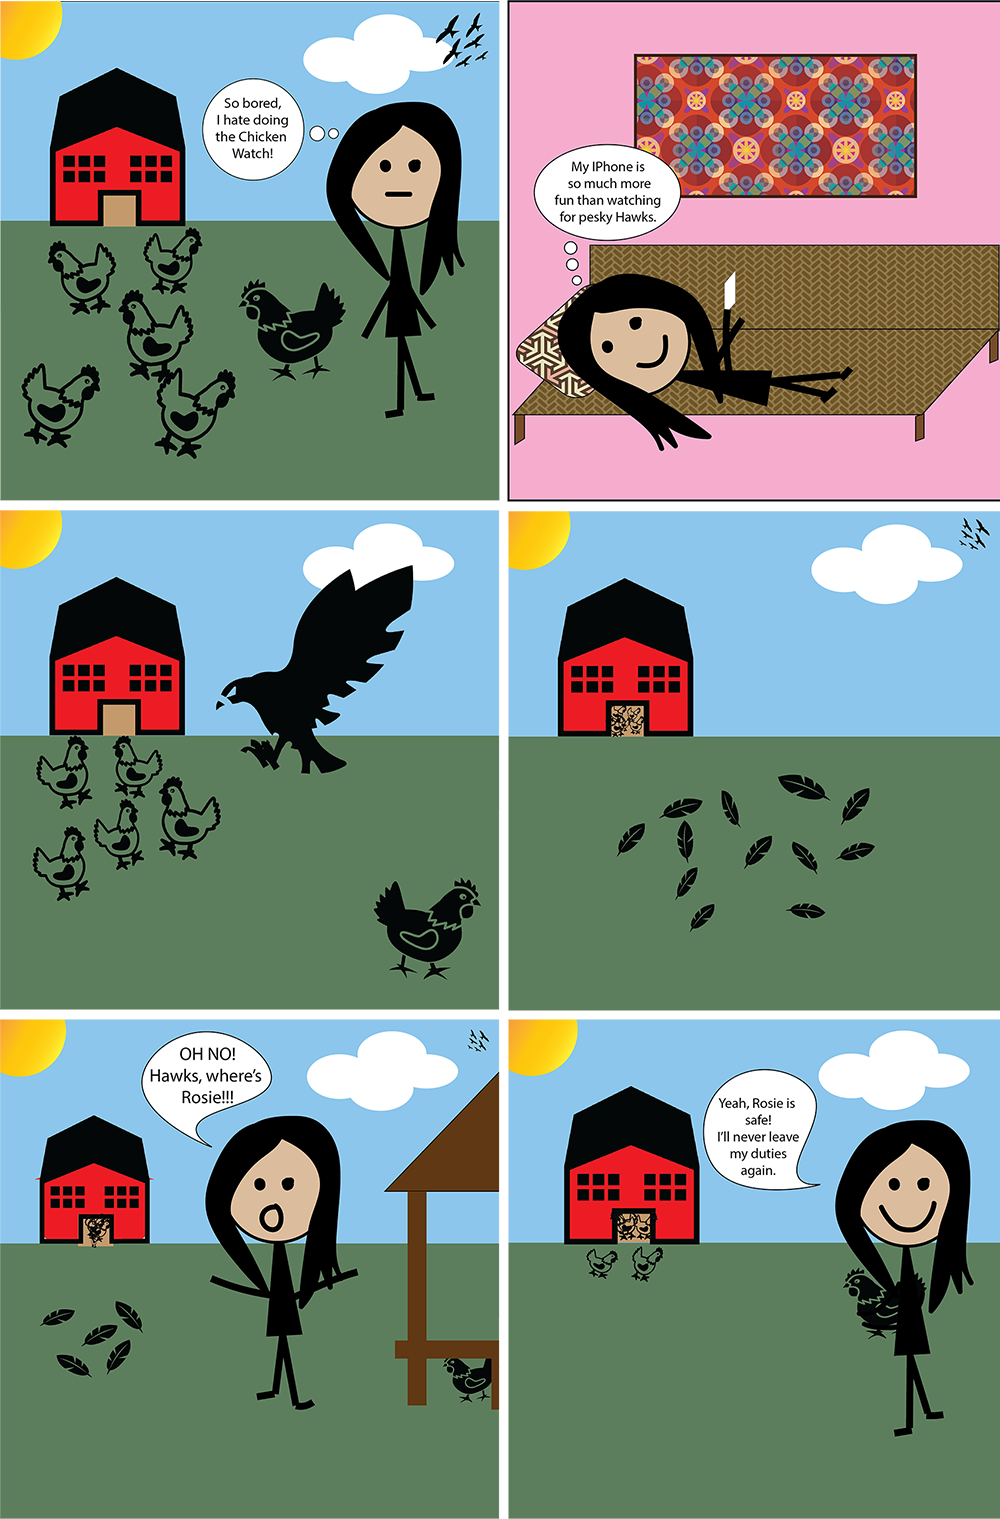 So bored,
I hate doing
the Chicken
Watch!
My IPhone is
so much more
fun than watching
for pesky Hawks.
OH NO!
Hawks, where's
Rosie!!!
Yeah, Rosie is
safe!
I'll never leave
my duties
again.